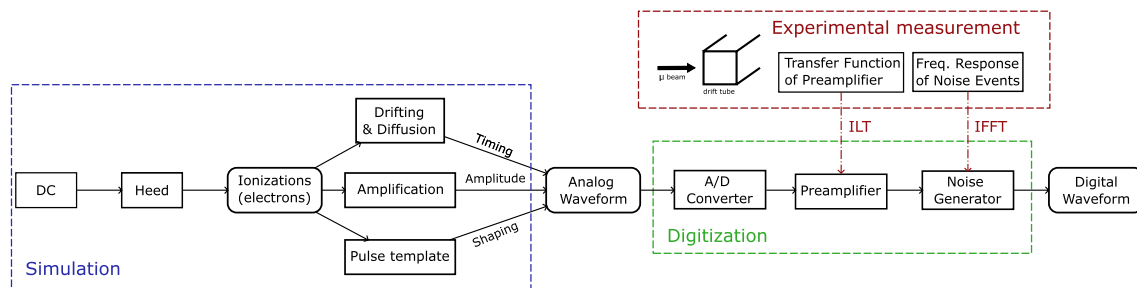 Experimental measurement
μ beam
drift tube
Transfer Function
of Preamplifier
Freq. Response
of Noise Events
ILT
IFFT
DC
Heed
Ionizations
(electrons)
Drifting
& Diffusion
Amplification
Pulse template
Timing
Amplitude
Shaping
Simulation
Analog
Waveform
A/D
Converter
Preamplifier
Noise
Generator
Digitization
Digital
Waveform